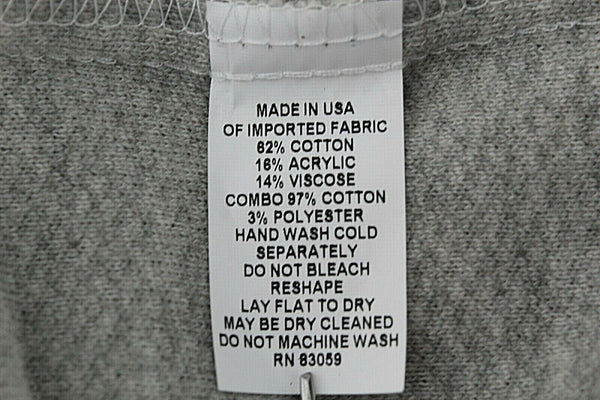 MADE IN USA
OF IMPORTED FABRIC
62% COTTON
16% ACRYLIC
14% VISCOSE
COMBO 97% COTTON
3% POLYESTER
HAND WASH COLD
SEPARATELY
DO NOT BLEACH
RESHAPE
LAY FLAT TO DRY
MAY BE DRY CLEANED
DO NOT MACHINE WASH
RN 83059